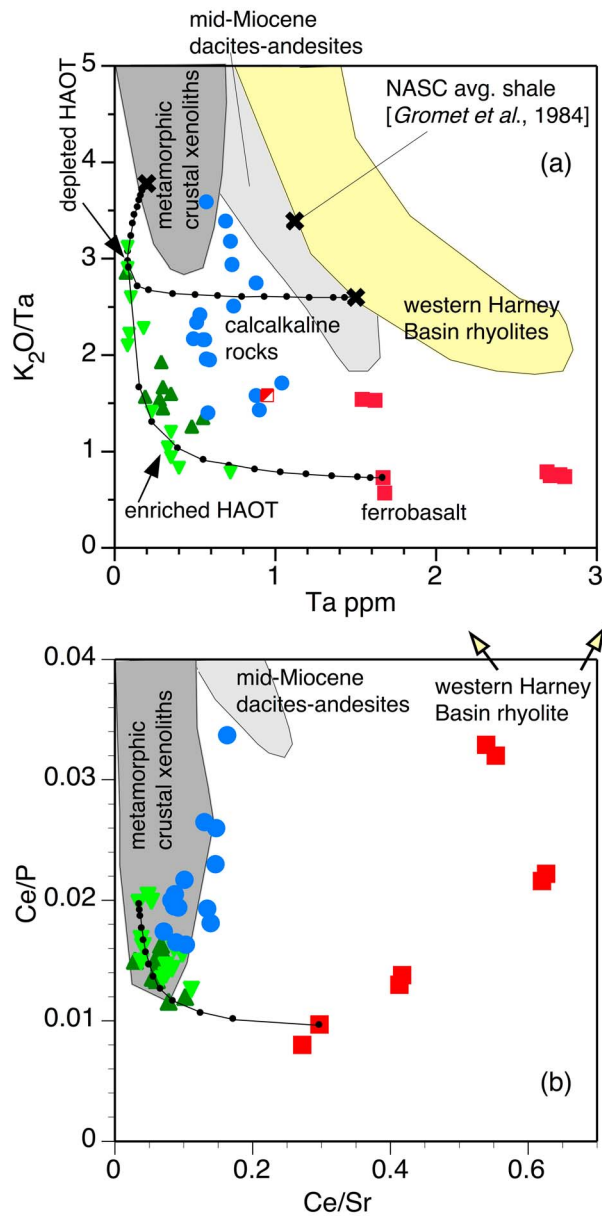 mid-Miocene
dacites-andesites
5
4
3
2
1
0
K2O/Ta
depleted HAOT
metamorphic
crustal xenoliths
NASC avg. shale
[Gromet et al., 1984]
(a)
calcalkaline
rocks
western Harney
Basin rhyolites
enriched HAOT
ferrobasalt
0
1
2
3
Ta ppm
0.04
0.03
0.02
0.01
0
Ce/P
metamorphic
crustal xenoliths
mid-Miocene
dacites-andesites
western Harney
Basin rhyolite
(b)
0
0.2
0.4
0.6
Ce/Sr